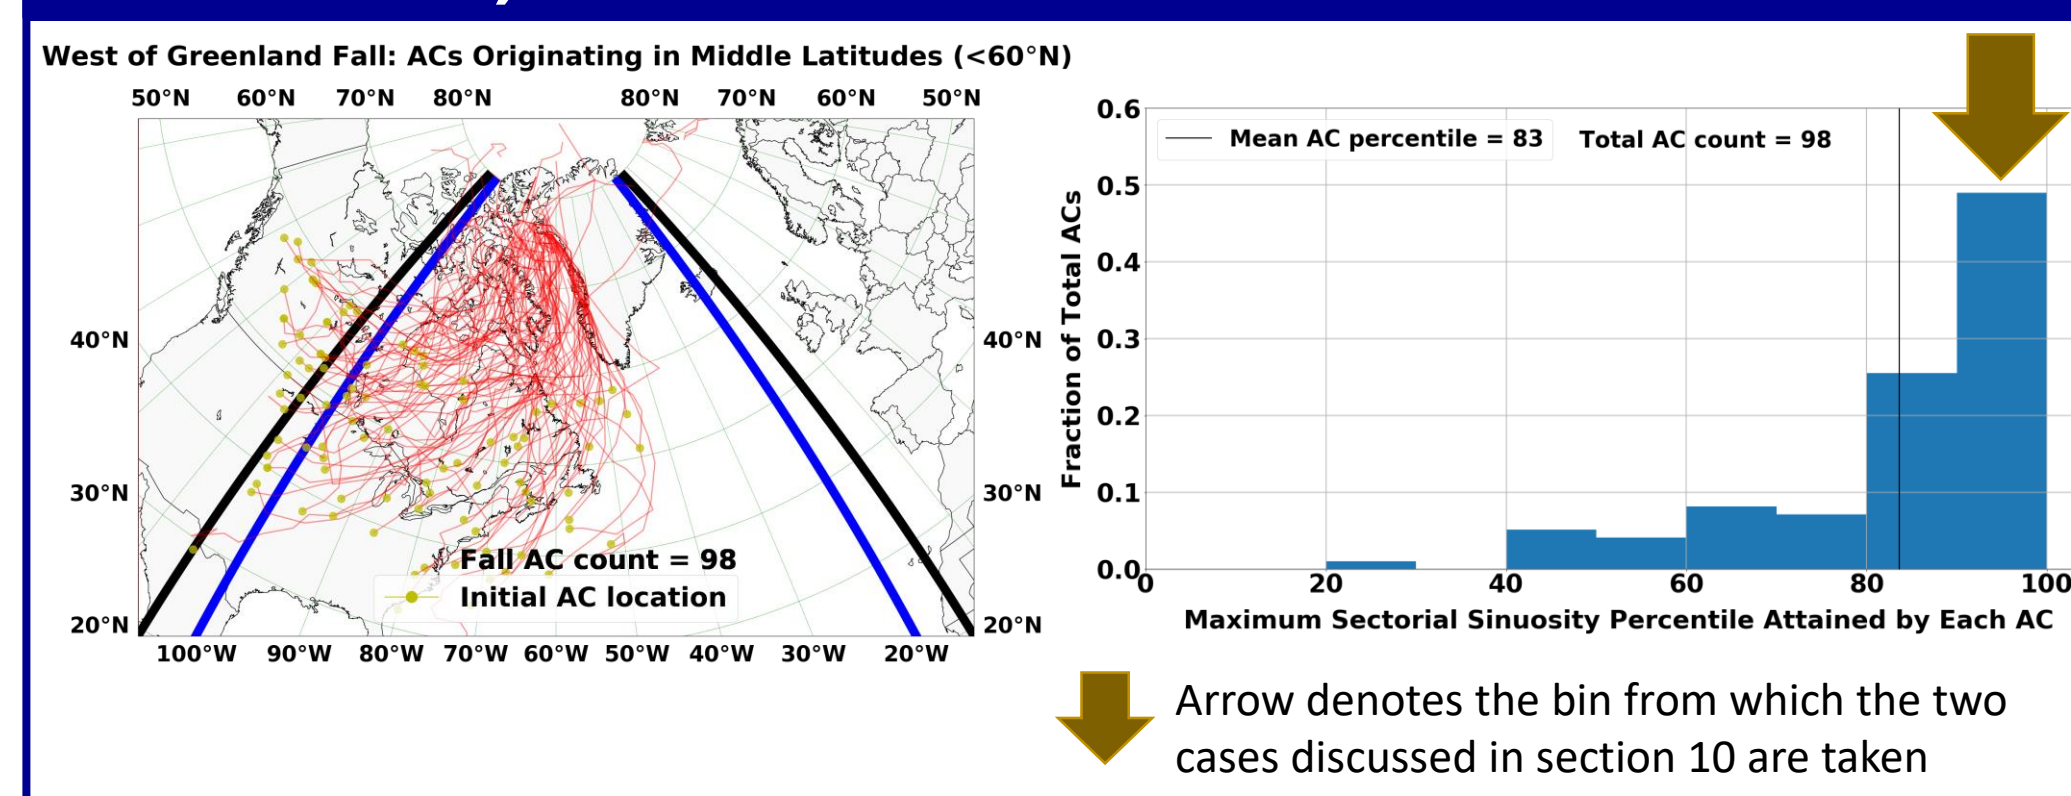 West of Greenland Fall: ACs Originating in Middle Latitudes (<60°N)
50°N 60°N 70°N 80°N 80°N 70°N 60°N 50°N
40°N 40°N
30°N 30°N
20°N 20°N
Fall AC count = 98
Initial AC location
100°W 90°W 80°W 70°W 60°W 50°W 40°W 30°W 20°W
Fraction of Total ACs
0.6
0.5
0.4
0.3
0.2
0.1
0.0
Mean AC percentile = 83 Total AC count = 98
0 20 40 60 80 100
Maximum Sectorial Sinuosity Percentile Attained by Each AC
Arrow denotes the bin from which the two
cases discussed in section 10 are taken